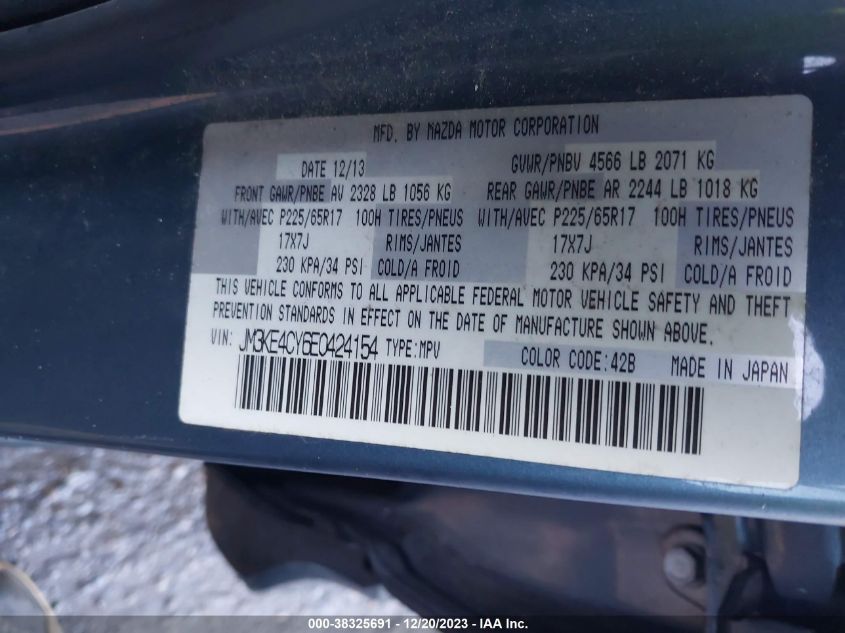 MFD. BY MAZDA MOTOR CORPORATION
DATE 12/13 GVWR/PNBV 4566 LB 2071 KG
FRONT GAWR/PNBE AV 2328 LB 1056 KG REAR GAWR/PNBE AR 2244 LB 1018 KG
WITH/AVEC P225/65R17 100H TIRES/PNEUS WITH/AVEC P225/65R17 100H TIRES/PNEUS
17X7J RIMS/JANTES 17X7J RIMS/JANTES
230 KPA/34 PSI COLD/A FROID 230 KPA/34 PSI COLD/A FROID
THIS VEHICLE CONFORMS TO ALL APPLICABLE FEDERAL MOTOR VEHICLE SAFETY AND THEFT
PREVENTION STANDARDS IN EFFECT ON THE DATE OF MANUFACTURE SHOWN ABOVE.
VIN: JM3KE4CY6E0424154 TYPE:MPV COLOR CODE:42B MADE IN JAPAN
000-38325691 - 12/20/2023 - IAA Inc.